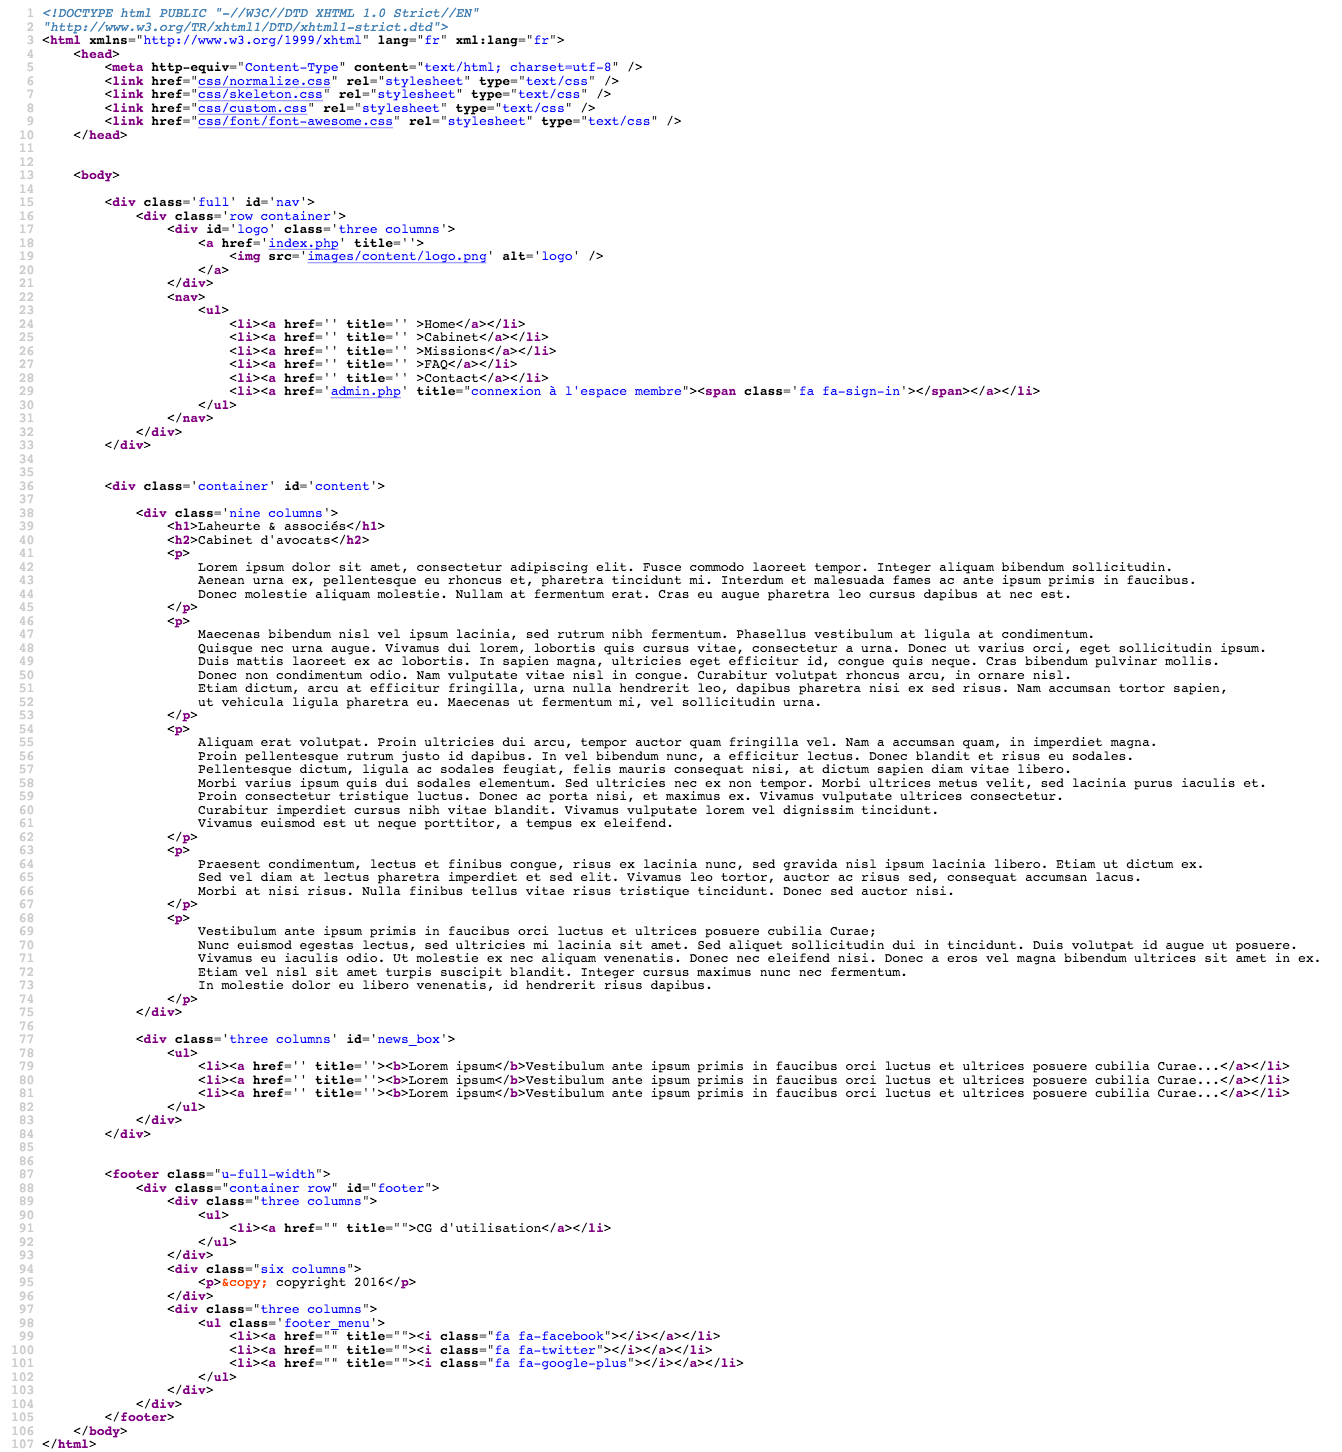 1 <!DOCTYPE html PUBLIC "-//W3C//DTD XHTML 1.0 Strict//EN"
2 "http://www.w3.org/TR/xhtml1/DTD/xhtml1-strict.dtd">
3 <html xmlns="http://www.w3.org/1999/xhtml" lang="fr" xml:lang="fr">
4 <head>
5 <meta http-equiv="Content-Type" content="text/html; charset=utf-8" />
6 <link href="css/normalize.css" rel="stylesheet" type="text/css" />
7 <link href="css/skeleton.css" rel="stylesheet" type="text/css" />
8 <link href="css/custom.css" rel="stylesheet" type="text/css" />
9 <link href="css/font/font-awesome.css" rel="stylesheet" type="text/css" />
10 </head>
11
12
13 <body>
14
15 <div class='full' id='nav'>
16 <div class='row container'>
17 <div id='logo' class='three columns'>
18 <a href='index.php' title=''>
19 <img src='images/content/logo.png' alt='logo' />
20 </a>
21 </div>
22 <nav>
23 <ul>
24 <li><a href='' title='' >Home</a></li>
25 <li><a href='' title='' >Cabinet</a></li>
26 <li><a href='' title='' >Missions</a></li>
27 <li><a href='' title='' >FAQ</a></li>
28 <li><a href='' title='' >Contact</a></li>
29 <li><a href='admin.php' title="connexion à l'espace membre"><span class='fa fa-sign-in'></span></a></li>
30 </ul>
31 </nav>
32 </div>
33 </div>
34
35
36 <div class='container' id='content'>
37
38 <div class='nine columns'>
39 <h1>Laheurte & associés</h1>
40 <h2>Cabinet d'avocats</h2>
41 <p>
42 Lorem ipsum dolor sit amet, consectetur adipiscing elit. Fusce commodo laoreet tempor. Integer aliquam bibendum sollicitudin.
43 Aenean urna ex, pellentesque eu rhoncus et, pharetra tincidunt mi. Interdum et malesuada fames ac ante ipsum primis in faucibus.
44 Donec molestie aliquam molestie. Nullam at fermentum erat. Cras eu augue pharetra leo cursus dapibus at nec est.
45 </p>
46 <p>
47 Maecenas bibendum nisl vel ipsum lacinia, sed rutrum nibh fermentum. Phasellus vestibulum at ligula at condimentum.
48 Quisque nec urna augue. Vivamus dui lorem, lobortis quis cursus vitae, consectetur a urna. Donec ut varius orci, eget sollicitudin ipsum.
49 Duis mattis laoreet ex ac lobortis. In sapien magna, ultricies eget efficitur id, congue quis neque. Cras bibendum pulvinar mollis.
50 Donec non condimentum odio. Nam vulputate vitae nisl in congue. Curabitur volutpat rhoncus arcu, in ornare nisl.
51 Etiam dictum, arcu at efficitur fringilla, urna nulla hendrerit leo, dapibus pharetra nisi ex sed risus. Nam accumsan tortor sapien,
52 ut vehicula ligula pharetra eu. Maecenas ut fermentum mi, vel sollicitudin urna.
53 </p>
54 <p>
55 Aliquam erat volutpat. Proin ultricies dui arcu, tempor auctor quam fringilla vel. Nam a accumsan quam, in imperdiet magna.
56 Proin pellentesque rutrum justo id dapibus. In vel bibendum nunc, a efficitur lectus. Donec blandit et risus eu sodales.
57 Pellentesque dictum, ligula ac sodales feugiat, felis mauris consequat nisi, at dictum sapien diam vitae libero.
58 Morbi varius ipsum quis dui sodales elementum. Sed ultricies nec ex non tempor. Morbi ultrices metus velit, sed lacinia purus iaculis et.
59 Proin consectetur tristique luctus. Donec ac porta nisi, et maximus ex. Vivamus vulputate ultrices consectetur.
60 Curabitur imperdiet cursus nibh vitae blandit. Vivamus vulputate lorem vel dignissim tincidunt.
61 Vivamus euismod est ut neque porttitor, a tempus ex eleifend.
62 </p>
63 <p>
64 Praesent condimentum, lectus et finibus congue, risus ex lacinia nunc, sed gravida nisl ipsum lacinia libero. Etiam ut dictum ex.
65 Sed vel diam at lectus pharetra imperdiet et sed elit. Vivamus leo tortor, auctor ac risus sed, consequat accumsan lacus.
66 Morbi at nisi risus. Nulla finibus tellus vitae risus tristique tincidunt. Donec sed auctor nisi.
67 </p>
68 <p>
69 Vestibulum ante ipsum primis in faucibus orci luctus et ultrices posuere cubilia Curae;
70 Nunc euismod egestas lectus, sed ultricies mi lacinia sit amet. Sed aliquet sollicitudin dui in tincidunt. Duis volutpat id augue ut posuere.
71 Vivamus eu iaculis odio. Ut molestie ex nec aliquam venenatis. Donec nec eleifend nisi. Donec a eros vel magna bibendum ultrices sit amet in ex.
72 Etiam vel nisl sit amet turpis suscipit blandit. Integer cursus maximus nunc nec fermentum.
73 In molestie dolor eu libero venenatis, id hendrerit risus dapibus.
74 </p>
75 </div>
76
77 <div class='three columns' id='news_box'>
78 <ul>
79 <li><a href='' title=''><b>Lorem ipsum</b>Vestibulum ante ipsum primis in faucibus orci luctus et ultrices posuere cubilia Curae...</a></li>
80 <li><a href='' title=''><b>Lorem ipsum</b>Vestibulum ante ipsum primis in faucibus orci luctus et ultrices posuere cubilia Curae...</a></li>
81 <li><a href='' title=''><b>Lorem ipsum</b>Vestibulum ante ipsum primis in faucibus orci luctus et ultrices posuere cubilia Curae...</a></li>
82 </ul>
83 </div>
84 </div>
85
86
87 <footer class="u-full-width">
88 <div class="container row" id="footer">
89 <div class="three columns">
90 <ul>
91 <li><a href="" title="">CG d'utilisation</a></li>
92 </ul>
93 </div>
94 <div class="six columns">
95 <p>&copy; copyright 2016</p>
96 </div>
97 <div class="three columns">
98 <ul class='footer_menu'>
99 <li><a href="" title=""><i class="fa fa-facebook"></i></a></li>
100 <li><a href="" title=""><i class="fa fa-twitter"></i></a></li>
101 <li><a href="" title=""><i class="fa fa-google-plus"></i></a></li>
102 </ul>
103 </div>
104 </div>
105 </footer>
106 </body>
107 </html>